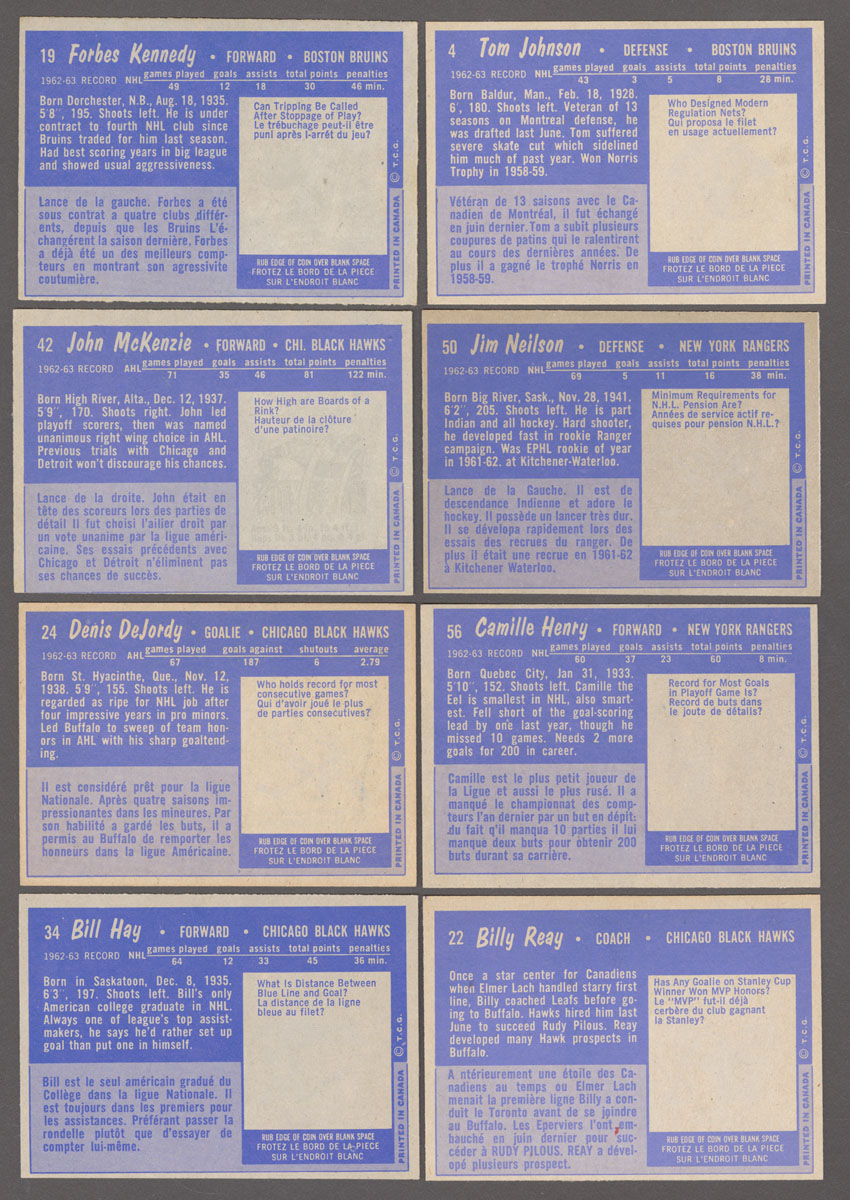 19 Forbes Kennedy • FORWARD • BOSTON BRUINS
1962-63 RECORD NHL games played goals assists total points penalties
49 12 18 30 46 min.
Born Dorchester, N.B., Aug. 18, 1935.
5'8", 195. Shoots left. He is under
contract to fourth NHL club since
Bruins traded for him last season.
Had best scoring years in big league
and showed usual aggressiveness.
Can Tripping Be Called
After Stoppage of Play?
Le trébuchage peut-il être
puni après l-arrêt du jeu?
Lance de la gauche. Forbes a été
sous contrat a quatre clubs différ-
ents, depuis que les Bruins L'é-
changérent la saison dernière. Forbes
a déjà été un des meilleurs comp-
teurs en montrant son agressivite
coutumière.
RUB EDGE OF COIN OVER BLANK SPACE
FROTEZ LE BORD DE LA PIECE
SUR L'ENDROIT BLANC
PRINTED IN CANADA © T.C.G.
4 Tom Johnson • DEFENSE • BOSTON BRUINS
1962-63 RECORD NHL games played goals assists total points penalties
43 3 5 8 28 min.
Born Baldur, Man., Feb. 18, 1928.
6', 180. Shoots left. Veteran of 13
seasons on Montreal defense, he
was drafted last June. Tom suffered
severe skate cut which sidelined
him much of past year. Won Norris
Trophy in 1958-59.
Who Designed Modern
Regulation Nets?
Qui proposa le filet
en usage actuellement?
Vétéran de 13 saisons avec le Ca-
nadien de Montréal, il fut échangé
en juin dernier. Tom a subit plusieurs
coupures de patins qui le ralentirent
au cours des dernières années. De
plus il a gagné le trophé Norris en
1958-59.
RUB EDGE OF COIN OVER BLANK SPACE
FROTEZ LE BORD DE LA PIECE
SUR L'ENDROIT BLANC
PRINTED IN CANADA © T.C.G.
42 John McKenzie • FORWARD • CHI. BLACK HAWKS
1962-63 RECORD AHL games played goals assists total points penalties
71 35 46 81 122 min.
Born High River, Alta., Dec. 12, 1937.
5'9", 170. Shoots right. John led
playoff scorers, then was named
unanimous right wing choice in AHL.
Previous trials with Chicago and
Detroit won't discourage his chances.
How High are Boards of a
Rink?
Hauteur de la clôture
d'une patinoire?
Lance de la droite. John était en
tête des scoreurs lors des parties de
détail Il fut choisi l'ailier droit par
un vote unanime par la ligue améri-
caine. Ses essais précédents avec
Chicago et Détroit n'éliminent pas
ses chances de succès.
RUB EDGE OF COIN OVER BLANK SPACE
FROTEZ LE BORD DE LA PIECE
SUR L'ENDROIT BLANC
PRINTED IN CANADA © T.C.G.
50 Jim Neilson • DEFENSE • NEW YORK RANGERS
1962-63 RECORD NHL games played goals assists total points penalties
69 5 11 16 38 min.
Born Big River, Sask., Nov. 28, 1941.
6'2", 205. Shoots left. He is part
Indian and all hockey. Hard shooter,
he developed fast in rookie Ranger
campaign. Was EPHL rookie of year
in 1961-62. at Kitchener-Waterloo.
Minimum Requirements for
N.H.L. Pension Are?
Années de service actif re-
quises pour pension N.H.L.?
Lance de la Gauche. Il est de
descendance Indienne et adore le
hockey. Il possède un lancer très dur.
Il se dévelopa rapidement lors des
essais des recrues du ranger. De
plus il était une recrue en 1961-62
à Kitchener Waterloo.
RUB EDGE OF COIN OVER BLANK SPACE
FROTEZ LE BORD DE LA PIECE
SUR L'ENDROIT BLANC
PRINTED IN CANADA © T.C.G.
24 Denis DeJordy • GOALIE • CHICAGO BLACK HAWKS
1962-63 RECORD AHL games played goals against shutouts average
67 187 6 2.79
Born St. Hyacinthe, Que., Nov. 12,
1938. 5'9", 155. Shoots left. He is
regarded as ripe for NHL job after
four impressive years in pro minors.
Led Buffalo to sweep of team hon-
ors in AHL with his sharp goaltend-
ing.
Who holds record for most
consecutive games?
Qui d'avoir joué le plus
de parties consecutives?
Il est considéré prêt pour la ligue
Nationale. Après quatre saisons im-
pressionantes dans les mineures. Par
son habilité a gardé les buts, il a
permis au Buffalo de remporter les
honneurs dans la ligue Américaine.
RUB EDGE OF COIN OVER BLANK SPACE
FROTEZ LE BORD DE LA PIECE
SUR L'ENDROIT BLANC
PRINTED IN CANADA © T.C.G.
56 Camille Henry • FORWARD • NEW YORK RANGERS
1962-63 RECORD NHL games played goals assists total points penalties
60 37 23 60 8 min.
Born Quebec City, Jan 31, 1933.
5'10", 152. Shoots left. Camille the
Eel is smallest in NHL, also smart-
est. Fell short of the goal-scoring
lead by one last year, though he
missed 10 games. Needs 2 more
goals for 200 in career.
Record for Most Goals
in Playoff Game Is?
Record de buts dans
le joute de détails?
Camille est le plus petit joueur de
la Ligue et aussi le plus rusé. Il a
manqué le championnat des comp-
teurs l'an dernier par un but en dépit:
du fait q'il manqua 10 parties il lui
manque deux buts pour obtenir 200
buts durant sa carrière.
RUB EDGE OF COIN OVER BLANK SPACE
FROTEZ LE BORD DE LA PIECE
SUR L'ENDROIT BLANC
PRINTED IN CANADA © T.C.G.
34 Bill Hay • FORWARD • CHICAGO BLACK HAWKS
1962-63 RECORD NHL games played goals assists total points penalties
64 12 33 45 36 min.
Born in Saskatoon, Dec. 8, 1935.
6'3", 197. Shoots left. Bill's only
American college graduate in NHL.
Always one of league's top assist-
makers, he says he'd rather set up
goal than put one in himself.
What Is Distance Between
Blue Line and Goal?
La distance de la ligne
bleue au filet?
Bill est le seul américain gradué du
Collège dans la ligue Nationale. Il
est toujours dans les premiers pour
les assistances. Préférant passer la
rondelle plutôt que d'essayer de
compter lui-même.
RUB EDGE OF COIN OVER BLANK SPACE
FROTEZ LE BORD DE LA PIECE
SUR L'ENDROIT BLANC
PRINTED IN CANADA © T.C.G.
22 Billy Reay • COACH • CHICAGO BLACK HAWKS
Once a star center for Canadiens
when Elmer Lach handled starry first
line, Billy coached Leafs before go-
ing to Buffalo. Hawks hired him last
June to succeed Rudy Pilous. Reay
developed many Hawk prospects in
Buffalo.
Has Any Goalie on Stanley Cup
Winner Won MVP Honors?
Le "MVP" fut-il déjà
cerbère du club gagnant
la Stanley?
A ntérieurement une étoile des Ca-
nadiens au temps ou Elmer Lach
menait la première ligne Billy a con-
duit le Toronto avant de se joindre
au Buffalo. Les Eperviers l'ont em-
bauché en juin dernier pour suc-
céder à RUDY PILOUS. REAY a dével-
opé plusieurs prospect.
RUB EDGE OF COIN OVER BLANK SPACE
FROTEZ LE BORD DE LA PIECE
SUR L'ENDROIT BLANC
PRINTED IN CANADA © T.C.G.